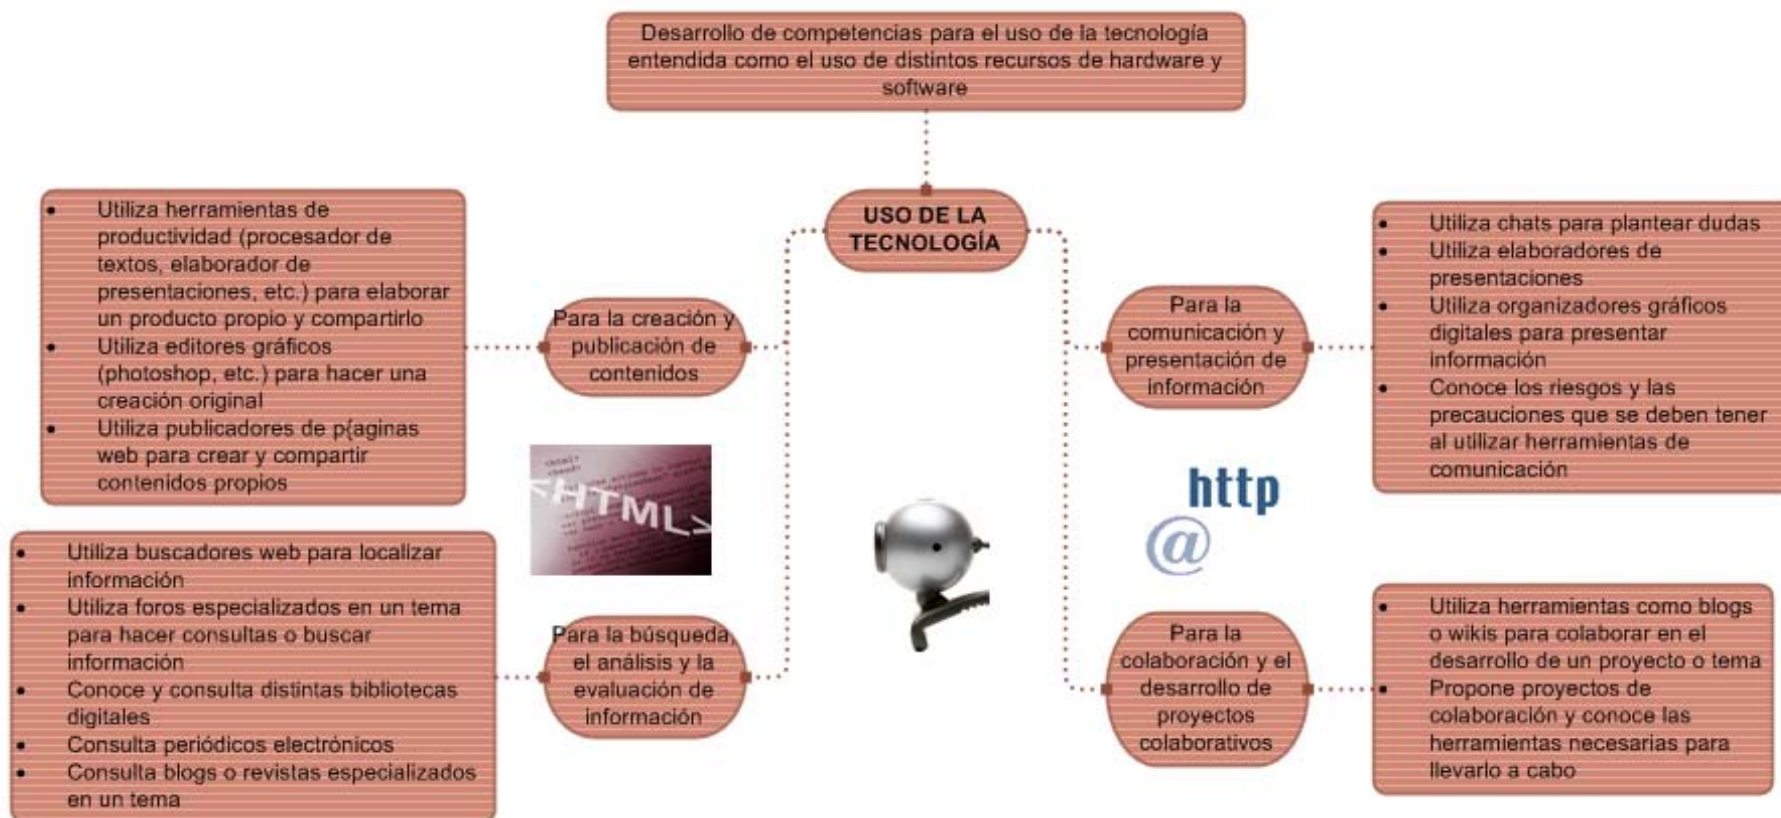 Desarrollo de competencias para el uso de la tecnología
entendida como el uso de distintos recursos de hardware y
software
USO DE LA
TECNOLOGÍA
• Utiliza herramientas de
productividad (procesador de
textos, elaborador de
presentaciones, etc.) para elaborar
un producto propio y compartirlo
• Utiliza editores gráficos
(photoshop, etc.) para hacer una
creación original
• Utiliza publicadores de p{aginas
web para crear y compartir
contenidos propios
Para la creación y
publicación de
contenidos
Para la
comunicación y
presentación de
información
• Utiliza chats para plantear dudas
• Utiliza elaboradores de
presentaciones
• Utiliza organizadores gráficos
digitales para presentar
información
• Conoce los riesgos y las
precauciones que se deben tener
al utilizar herramientas de
comunicación
<html>
<body>
<HTML>
http
@
• Utiliza buscadores web para localizar
información
• Utiliza foros especializados en un tema
para hacer consultas o buscar
información
• Conoce y consulta distintas bibliotecas
digitales
• Consulta periódicos electrónicos
• Consulta blogs o revistas especializados
en un tema
Para la búsqueda,
el análisis y la
evaluación de
información
Para la
colaboración y el
desarrollo de
proyectos
colaborativos
• Utiliza herramientas como blogs
o wikis para colaborar en el
desarrollo de un proyecto o tema
• Propone proyectos de
colaboración y conoce las
herramientas necesarias para
llevarlo a cabo